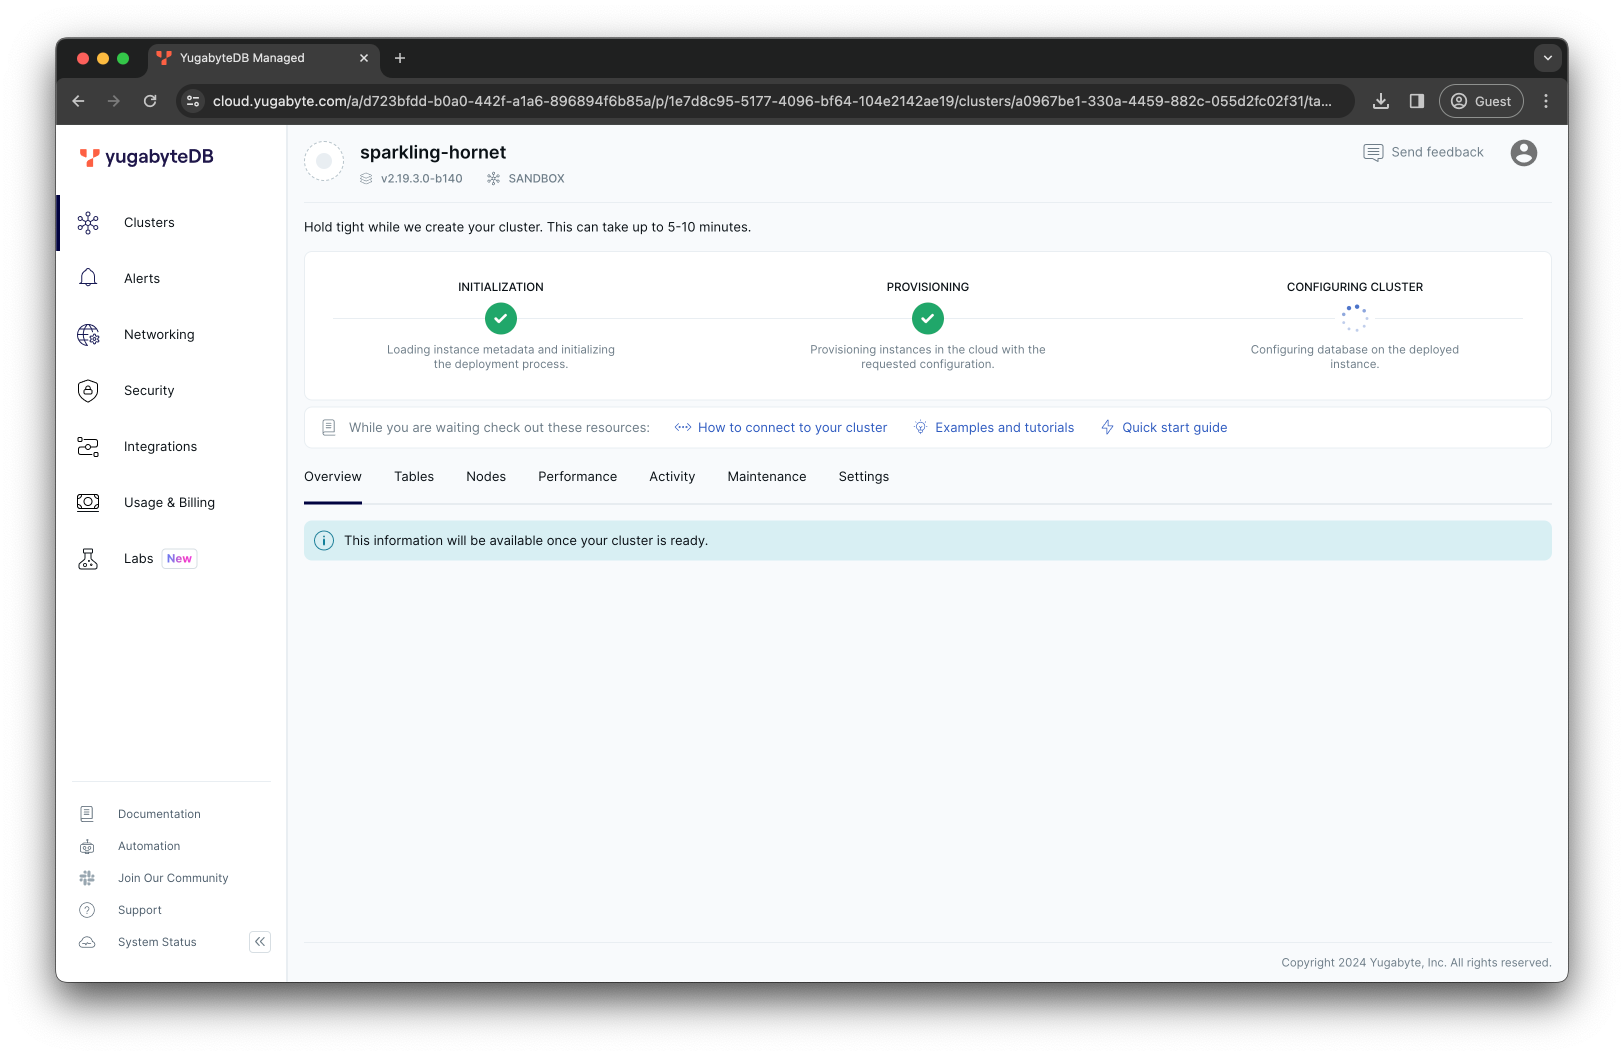 YugabyteDB Managed
cloud.yugabyte.com/a/d723bfdd-b0a0-442f-a1a6-896894f6b85a/p/1e7d8c95-5177-4096-bf64-104e2142ae19/clusters/a0967be1-330a-4459-882c-055d2fc02f31/ta...
Guest
yugabyteDB
Clusters
Alerts
Networking
Security
Integrations
Usage & Billing
Labs New
Documentation
Automation
Join Our Community
Support
System Status
sparkling-hornet
v2.19.3.0-b140 SANDBOX
Send feedback
Hold tight while we create your cluster. This can take up to 5-10 minutes.
INITIALIZATION
Loading instance metadata and initializing
the deployment process.
PROVISIONING
Provisioning instances in the cloud with the
requested configuration.
CONFIGURING CLUSTER
Configuring database on the deployed
instance.
While you are waiting check out these resources: How to connect to your cluster Examples and tutorials Quick start guide
Overview Tables Nodes Performance Activity Maintenance Settings
This information will be available once your cluster is ready.
Copyright 2024 Yugabyte, Inc. All rights reserved.